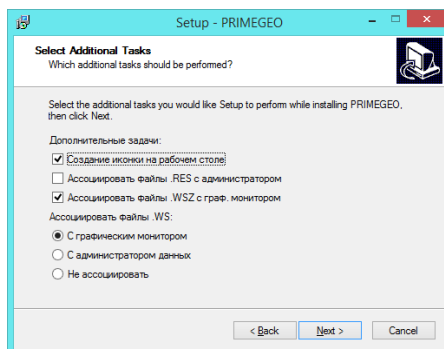 Setup - PRIMEGEO
Select Additional Tasks
Which additional tasks should be performed?
Select the additional tasks you would like Setup to perform while installing PRIMEGEO,
then click Next.
Дополнительные задачи:
Создание иконки на рабочем столе
Ассоциировать файлы .RES с администратором
Ассоциировать файлы .WSZ с граф. монитором
Ассоциировать файлы .WS:
С графическим монитором
С администратором данных
Не ассоциировать
< Back Next > Cancel